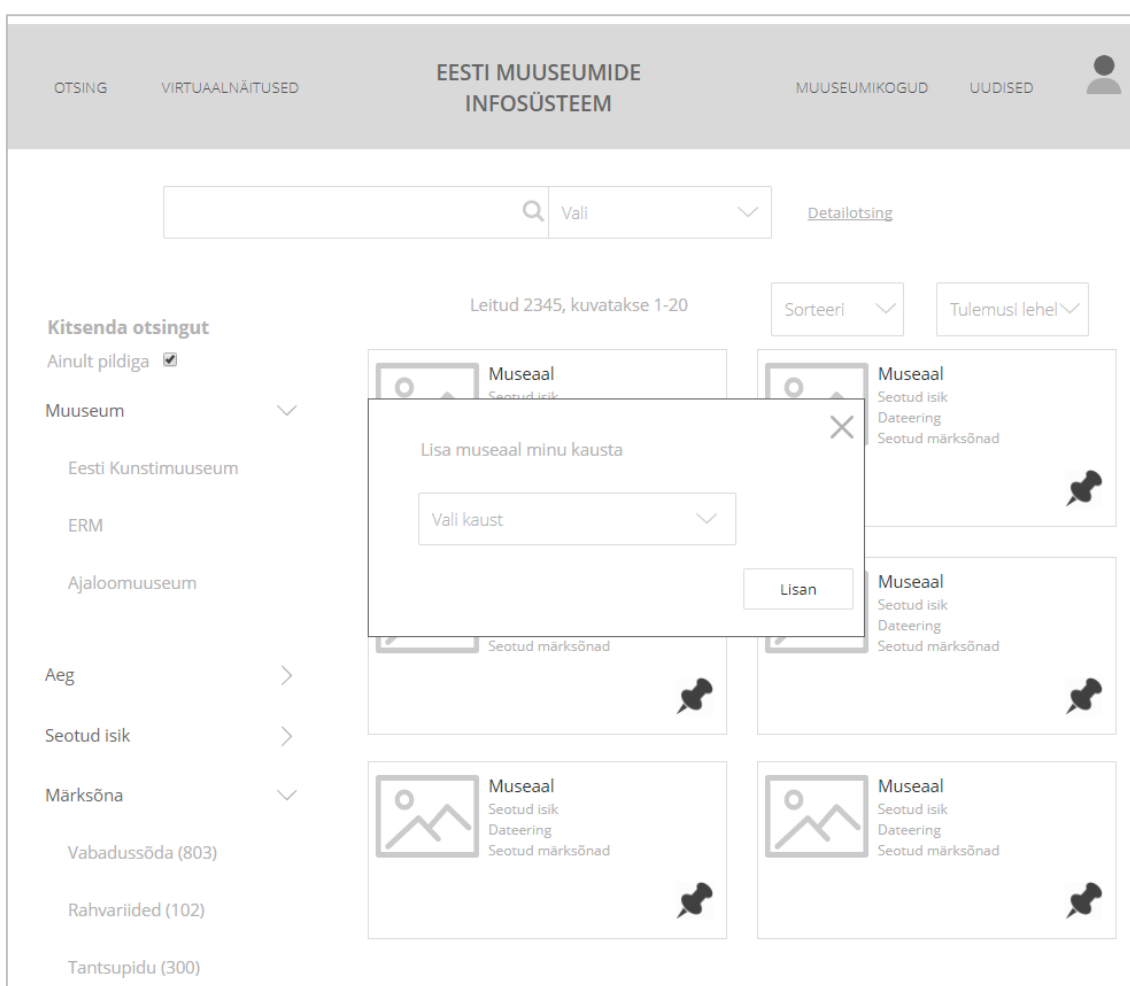 OTSING
VIRTUAALNÄITUSED
EESTI MUUSEUMIDE
INFOSÜSTEEM
MUUSEUMIKOGUD
UUDISED
Vali
Detailotsing
Leitud 2345, kuvatakse 1-20
Sorteeri
Tulemusi lehel
Kitsenda otsingut
Ainult pildiga
Muuseum
Eesti Kunstimuuseum
ERM
Ajaloomuuseum
Aeg
Seotud isik
Märksõna
Vabadussõda (803)
Rahvariided (102)
Tantsupidu (300)
Museaal
Seotud isik
Museaal
Seotud isik
Dateering
Seotud märksõnad
Lisa museaal minu kausta
Vali kaust
Lisan
Seotud märksõnad
Museaal
Seotud isik
Dateering
Seotud märksõnad
Museaal
Seotud isik
Dateering
Seotud märksõnad
Museaal
Seotud isik
Dateering
Seotud märksõnad